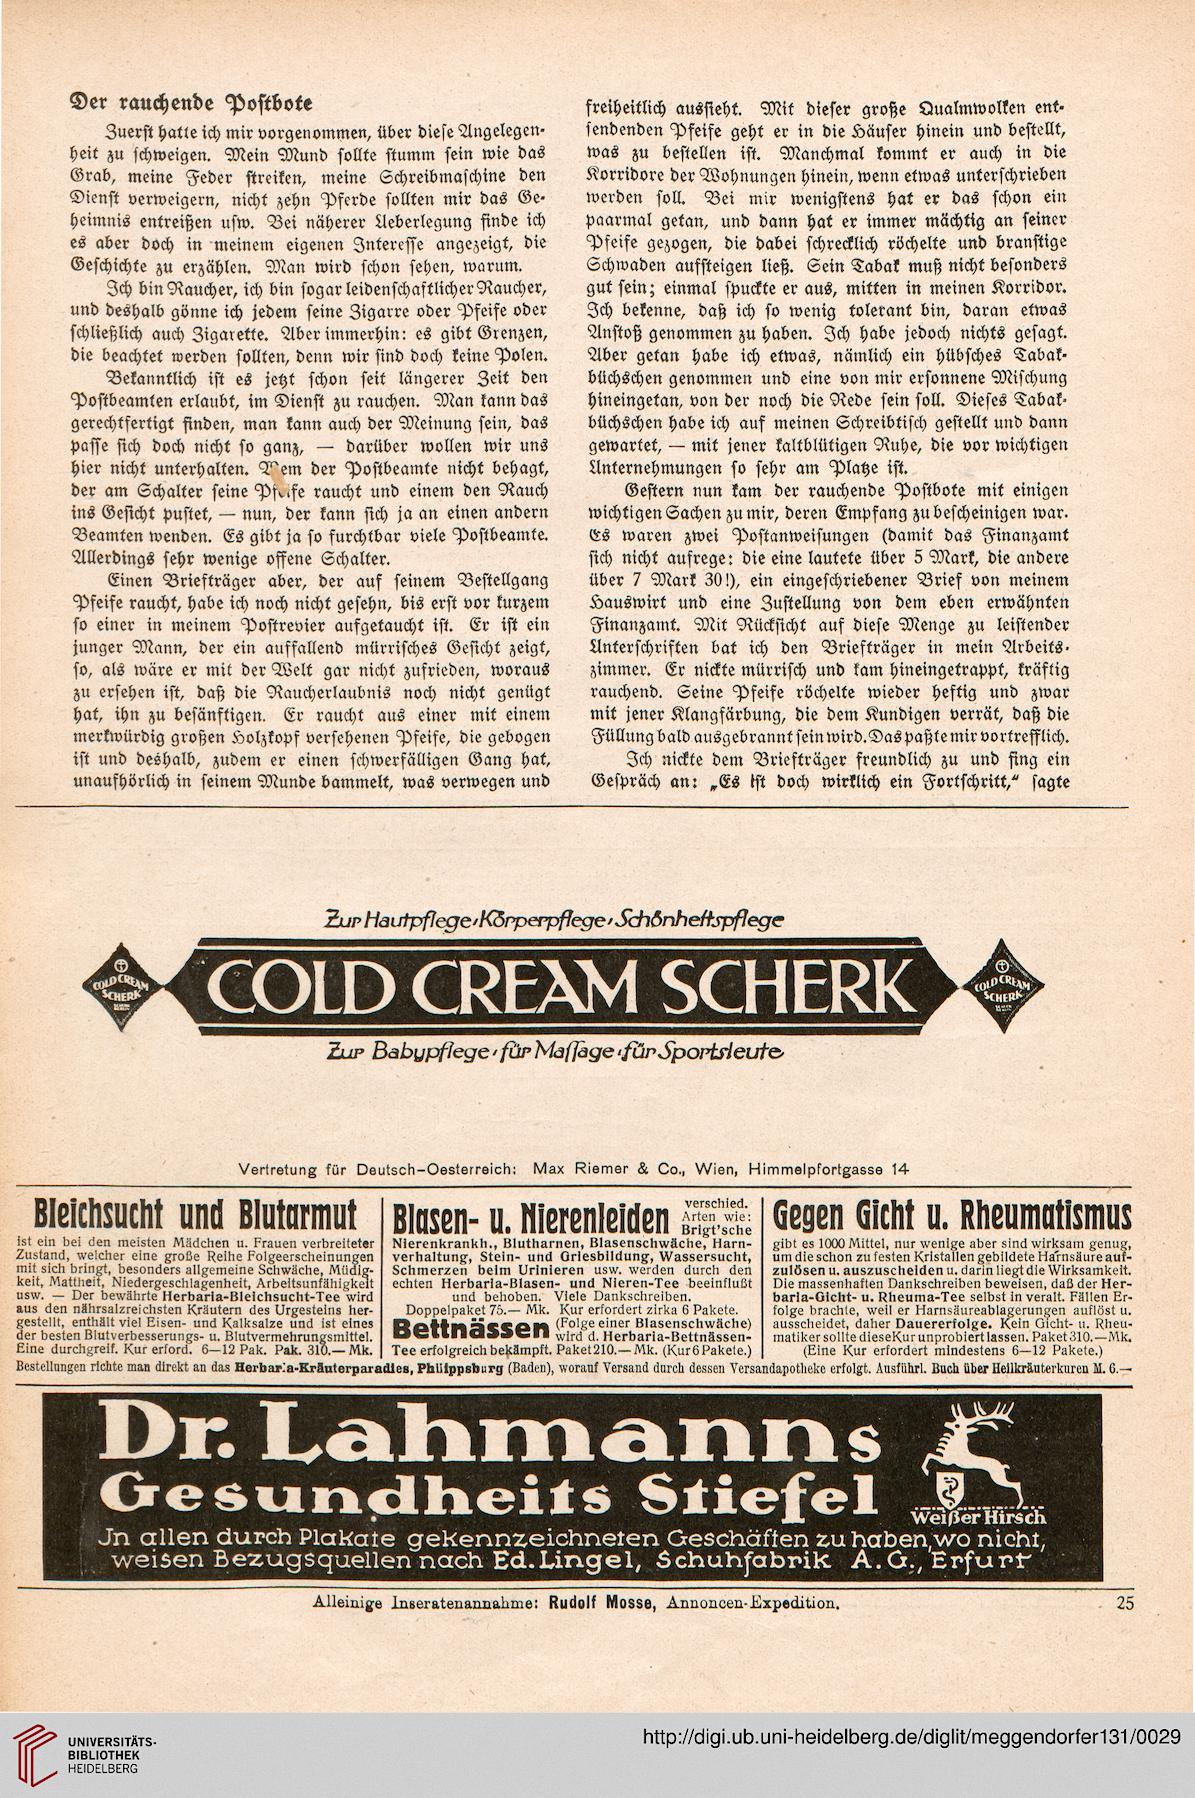 Der rauchende Postbote
Zuerst hatte ich mir vorgenommen, über diese Angelegen-
heit zu schweigen. Mein Mund sollte stumm sein wie das
Grab, meine Feder streiken, meine Schreibmaschine den
Dienst verweigern, nicht zehn Pferde sollten mir das Ge-
heimnis entreißen usw. Bei näherer Ueberlegung finde ich
es aber doch in meinem eigenen Interesse angezeigt, die
Geschichte zu erzählen. Man wird schon sehen, warum.
Ich bin Raucher, ich bin sogar leidenschaftlicher Raucher,
und deshalb gönne ich jedem seine Zigarre oder Pfeife oder
schließlich auch Zigarette. Aber immerhin: es gibt Grenzen,
die beachtet werden sollten, denn wir sind doch keine Polen.
Bekanntlich ist es jetzt schon seit längerer Zeit den
Postbeamten erlaubt, im Dienst zu rauchen. Man kann das
gerechtfertigt finden, man kann auch der Meinung sein, das
passe sich doch nicht so ganz, — darüber wollen wir uns
hier nicht unterhalten. Wem der Postbeamte nicht behagt,
der am Schalter seine Pfeife raucht und einem den Rauch
ins Gesicht pustet, — nun, der kann sich ja an einen andern
Beamten wenden. Es gibt ja so furchtbar viele Postbeamte.
Allerdings sehr wenige offene Schalter.
Einen Briefträger aber, der auf seinem Bestellgang
Pfeife raucht, habe ich noch nicht gesehn, bis erst vor kurzem
so einer in meinem Postrevier aufgetaucht ist. Er ist ein
junger Mann, der ein auffallend mürrisches Gesicht zeigt,
so, als wäre er mit der Welt gar nicht zufrieden, woraus
zu ersehen ist, daß die Raucherlaubnis noch nicht genügt
hat, ihn zu besänftigen. Er raucht aus einer mit einem
merkwürdig großen Holzkopf versehenen Pfeife, die gebogen
ist und deshalb, zudem er einen schwerfälligen Gang hat,
unaufhörlich in seinem Munde bammelt, was verwegen und
freiheitlich aussieht. Mit dieser große Qualmwolken ent-
sendenden Pfeife geht er in die Häuser hinein und bestellt,
was zu bestellen ist. Manchmal kommt er auch in die
Korridore der Wohnungen hinein, wenn etwas unterschrieben
werden soll. Bei mir wenigstens hat er das schon ein
paarmal getan, und dann hat er immer mächtig an seiner
Pfeife gezogen, die dabei schrecklich röchelte und branstige
Schwaden aufsteigen ließ. Sein Tabak muß nicht besonders
gut sein; einmal spuckte er aus, mitten in meinen Korridor.
Ich bekenne, daß ich so wenig tolerant bin, daran etwas
Anstoß genommen zu haben. Ich habe jedoch nichts gesagt.
Aber getan habe ich etwas, nämlich ein hübsches Tabak-
büchschen genommen und eine von mir ersonnene Mischung
hineingetan, von der noch die Rede sein soll. Dieses Tabak-
büchschen habe ich auf meinen Schreibtisch gestellt und dann
gewartet, — mit jener kaltblütigen Ruhe, die vor wichtigen
Unternehmungen so sehr am Platze ist.
Gestern nun kam der rauchende Postbote mit einigen
wichtigen Sachen zu mir, deren Empfang zu bescheinigen war.
Es waren zwei Postanweisungen (damit das Finanzamt
sich nicht aufrege: die eine lautete über 5 Mark, die andere
über 7 Mark 30!), ein eingeschriebener Brief von meinem
Hauswirt und eine Zustellung von dem eben erwähnten
Finanzamt. Mit Rücksicht auf diese Menge zu leistender
Unterschriften bat ich den Briefträger in mein Arbeits-
zimmer. Er nickte mürrisch und kam hineingetrappt, kräftig
rauchend. Seine Pfeife röchelte wieder heftig und zwar
mit jener Klangfärbung, die dem Kundigen verrät, daß die
Füllung bald ausgebrannt sein wird. Das paßte mir vortrefflich.
Ich nickte dem Briefträger freundlich zu und fing ein
Gespräch an: „Es ist doch wirklich ein Fortschritt,“ sagte
Zur Hautpflege, Körperpflege, Schönheitspflege
COLD CREAM SCHERK
COLD CREAM SCHERK
COLD CREAM SCHERK
Zur Babypflege, für Massage, für Sportsleute
Vertretung für Deutsch-Oesterreich: Max Riemer & Co., Wien, Himmelpfortgasse 14
Bleichsucht und Blutarmut
ist ein bei den meisten Mädchen u. Frauen verbreiteter
Zustand, welcher eine große Reihe Folgeerscheinungen
mit sich bringt, besonders allgemeine Schwäche, Müdig-
keit, Mattheit, Niedergeschlagenheit, Arbeitsunfähigkeit
usw. — Der bewährte Herbaria-Bleichsucht-Tee wird
aus den nährsalzreichsten Kräutern des Urgesteins her-
gestellt, enthält viel Eisen- und Kalksalze und ist eines
der besten Blutverbesserungs- u. Blutvermehrungsmittel.
Eine durchgreif. Kur erford. 6—12 Pak. Pak. 310.— Mk.
Blasen- u. Nierenleiden verschied. Arten wie: Brigt'sche
Nierenkrankh., Blutharnen, Blasenschwäche, Harn-
verhaltung, Stein- und Griesbildung, Wassersucht,
Schmerzen beim Urinieren usw. werden durch den
echten Herbaria-Blasen- und Nieren-Tee beeinflußt
und behoben. Viele Dankschreiben.
Doppelpaket 75.— Mk. Kur erfordert zirka 6 Pakete.
Bettnässen (Folge einer Blasenschwäche)
wird d. Herbaria-Bettnässen-
Tee erfolgreich bekämpft. Paket 210.— Mk. (Kur 6 Pakete.)
Gegen Gicht u. Rheumatismus
gibt es 1000 Mittel, nur wenige aber sind wirksam genug,
um die schon zu festen Kristallen gebildete Harnsäure auf-
zulösen u. auszuscheiden u. darin liegt die Wirksamkeit.
Die massenhaften Dankschreiben beweisen, daß der Her-
baria-Gicht- u. Rheuma-Tee selbst in veralt. Fällen Er-
folge brachte, weil er Harnsäureablagerungen auflöst u.
ausscheidet, daher Dauererfolge. Kein Gicht- u. Rheu-
matiker sollte diese Kur unprobiert lassen. Paket 310.—Mk.
(Eine Kur erfordert mindestens 6—12 Pakete.)
Bestellungen richte man direkt an das Herbaria-Kräuterparadies, Philippsburg (Baden), worauf Versand durch dessen Versandapotheke erfolgt. Ausführl. Buch über Heilkräuterkuren M. 6.—
Dr. Lahmanns
Gesundheits Stiefel
Weißer Hirsch
Jn allen durch Plakate gekennzeichneten Geschäften zu haben, wo nicht,
weisen Bezugsquellen nach Ed. Lingel, Schuhfabrik A.G., Erfurt
Alleinige Inseratenannahme: Rudolf Mosse, Annoncen-Expedition.
25
UNIVERSITÄTS-
BIBLIOTHEK
HEIDELBERG
http://digi.ub.uni-heidelberg.de/diglit/meggendorfer131/0029